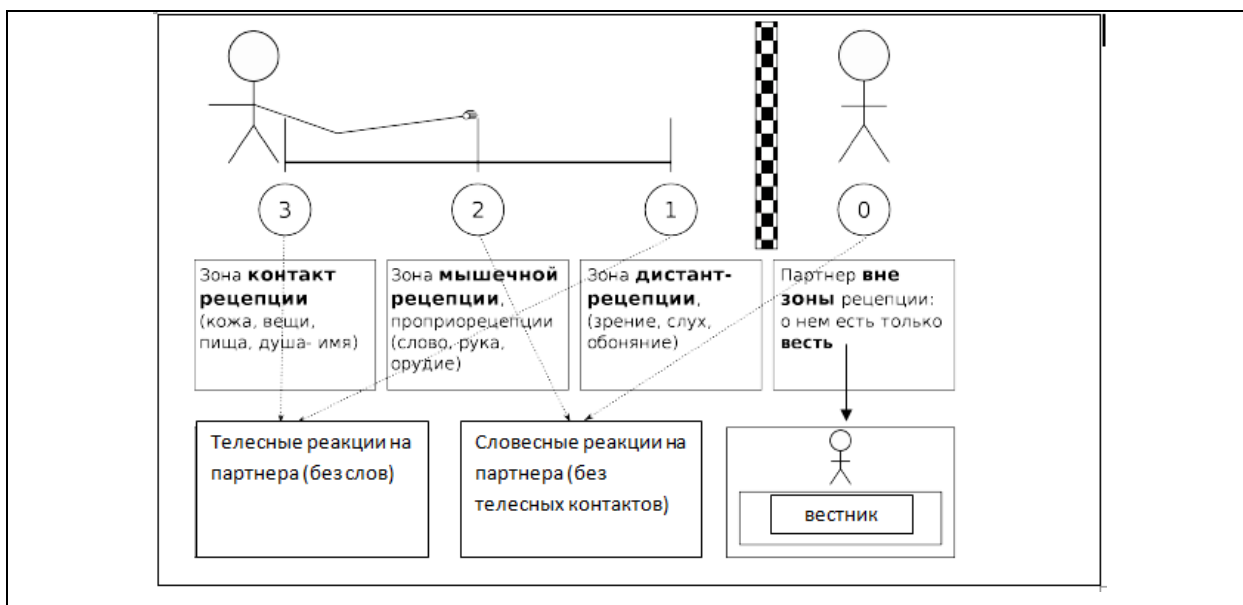 3
2
1
0
Зона контакт
рецепции
(кожа, вещи,
пища, душа- имя)
Зона мышечной
рецепции,
проприорецепции
(слово, рука,
орудие)
Зона дистант-
рецепции,
(зрение, слух,
обоняние)
Партнер вне
зоны рецепции:
о нем есть только
весть
Телесные реакции на
партнера (без слов)
Словесные реакции на
партнера (без
телесных контактов)
вестник